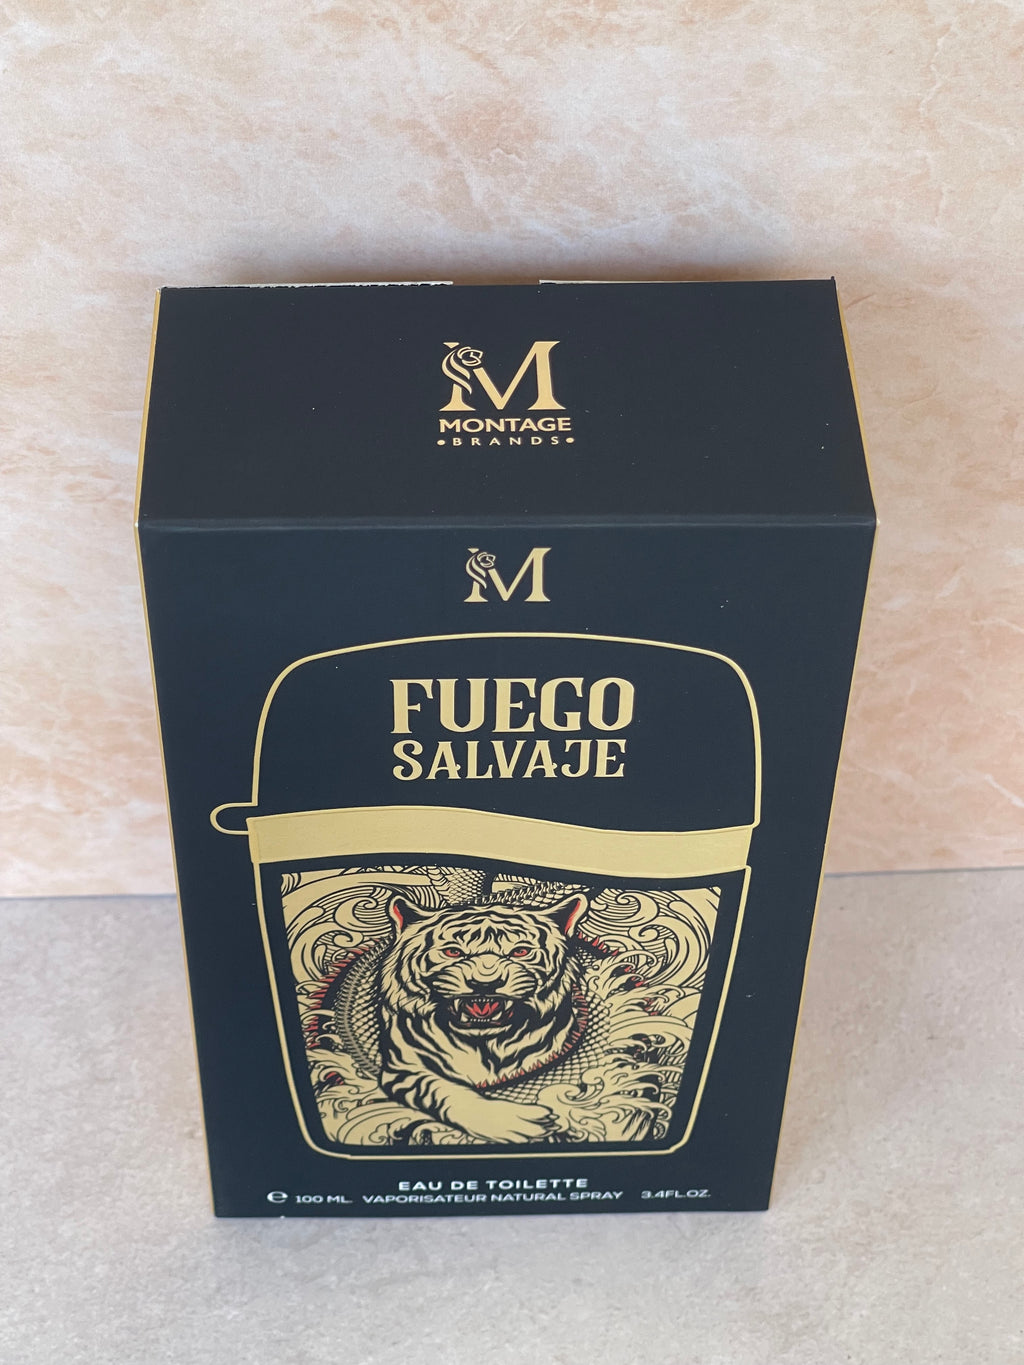 M
MONTAGE
•BRANDS•
M
FUEGO
SALVAJE
EAU DE TOILETTE
℮ 100 ML. VAPORISATEUR NATURAL SPRAY 3.4FL.OZ.